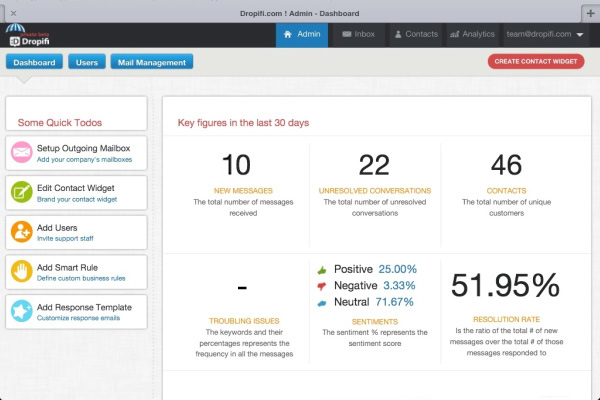 Dropifi.com ! Admin - Dashboard
private beta
Dropifi
Admin
Inbox
Contacts
Analytics
team@dropifi.com
Dashboard
Users
Mail Management
CREATE CONTACT WIDGET
Some Quick Todos
Setup Outgoing Mailbox
Add your company's mailboxes
Edit Contact Widget
Brand your contact widget
Add Users
Invite support staff
Add Smart Rule
Define custom business rules
Add Response Template
Customize response emails
Key figures in the last 30 days
10
NEW MESSAGES
The total number of messages
received
22
UNRESOLVED CONVERSATIONS
The total number of unresolved
conversations
46
CONTACTS
The total number of unique
customers
-
TROUBLING ISSUES
The keywords and their
percentages represents the
frequency in all the messages
Positive 25.00%
Negative 3.33%
Neutral 71.67%
SENTIMENTS
The sentiment % represents the
sentiment score
51.95%
RESOLUTION RATE
Is the ratio of the total # of new
messages over the total # of those
messages responded to